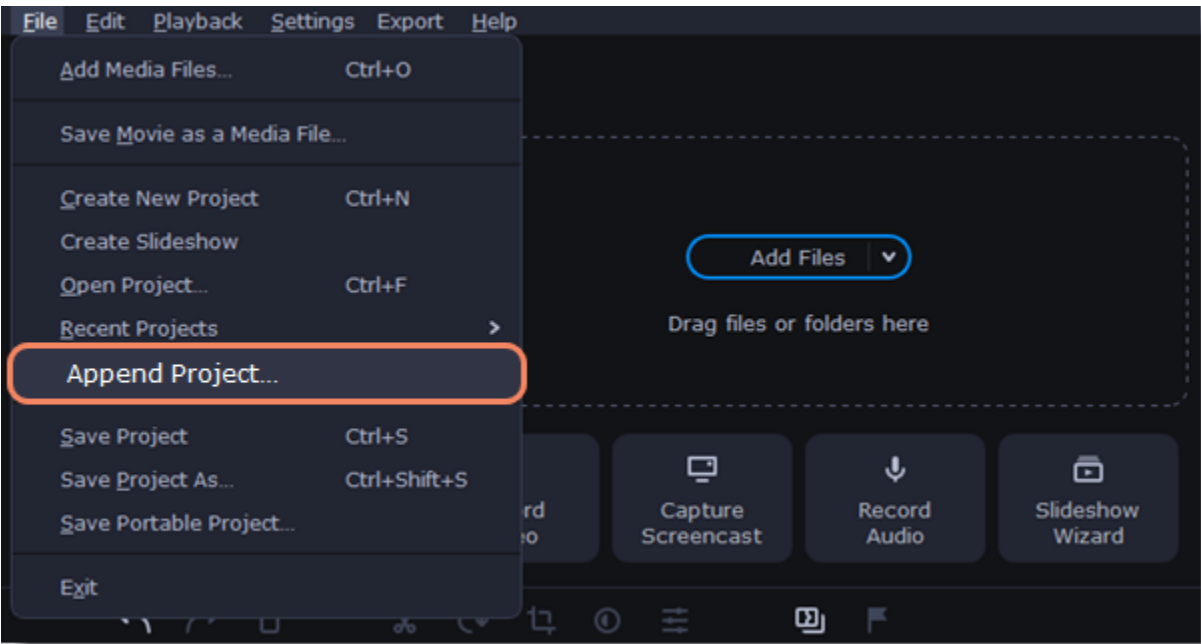 File Edit Playback Settings Export Help
Add Media Files... Ctrl+O
Save Movie as a Media File...
Create New Project Ctrl+N
Create Slideshow
Open Project... Ctrl+F
Recent Projects
Append Project...
Save Project Ctrl+S
Save Project As... Ctrl+Shift+S
Save Portable Project...
Exit
Add Files
Drag files or folders here
Capture
Screencast
Record
Audio
Slideshow
Wizard